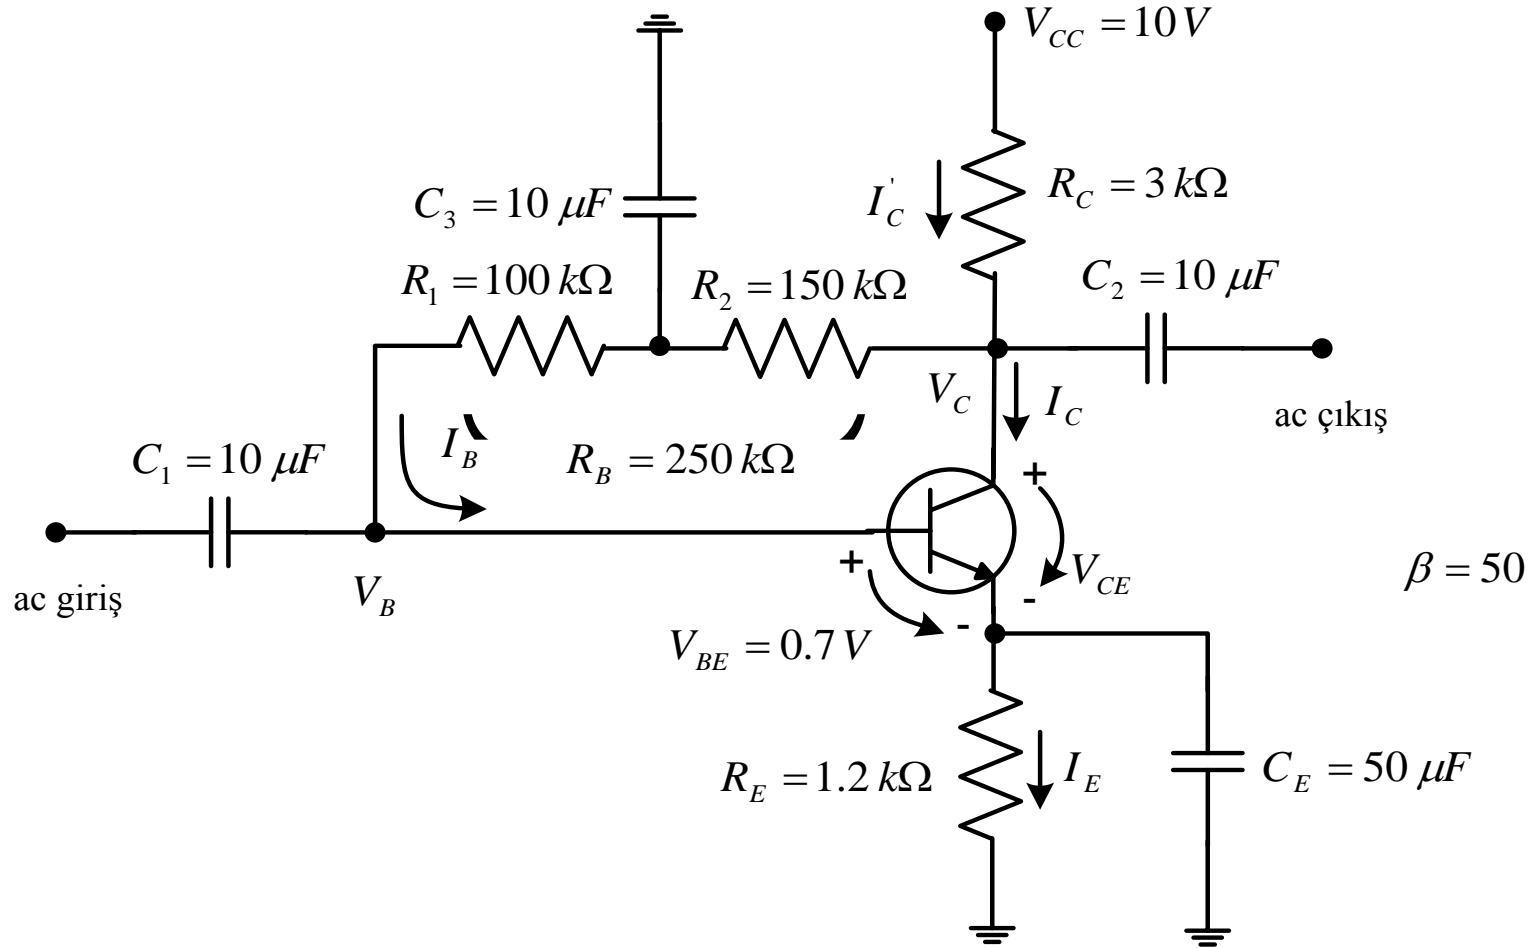 V_CC = 10 V
I'_C
R_C = 3 kΩ
C_3 = 10 μF
R_1 = 100 kΩ
R_2 = 150 kΩ
C_2 = 10 μF
V_C
I_C
ac çıkış
C_1 = 10 μF
I_B
R_B = 250 kΩ
+
ac giriş
V_B
+
V_CE
-
β = 50
V_BE = 0.7 V
-
R_E = 1.2 kΩ
I_E
C_E = 50 μF